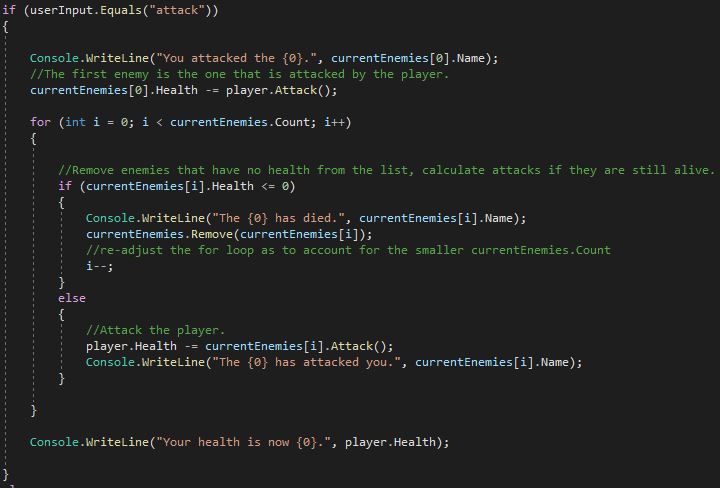 if (userInput.Equals("attack"))
{
Console.WriteLine("You attacked the {0}.", currentEnemies[0].Name);
//The first enemy is the one that is attacked by the player.
currentEnemies[0].Health -= player.Attack();
for (int i = 0; i < currentEnemies.Count; i++)
{
//Remove enemies that have no health from the list, calculate attacks if they are still alive.
if (currentEnemies[i].Health <= 0)
{
Console.WriteLine("The {0} has died.", currentEnemies[i].Name);
currentEnemies.Remove(currentEnemies[i]);
//re-adjust the for loop as to account for the smaller currentEnemies.Count
i--;
}
else
{
//Attack the player.
player.Health -= currentEnemies[i].Attack();
Console.WriteLine("The {0} has attacked you.", currentEnemies[i].Name);
}
}
Console.WriteLine("Your health is now {0}.", player.Health);
}